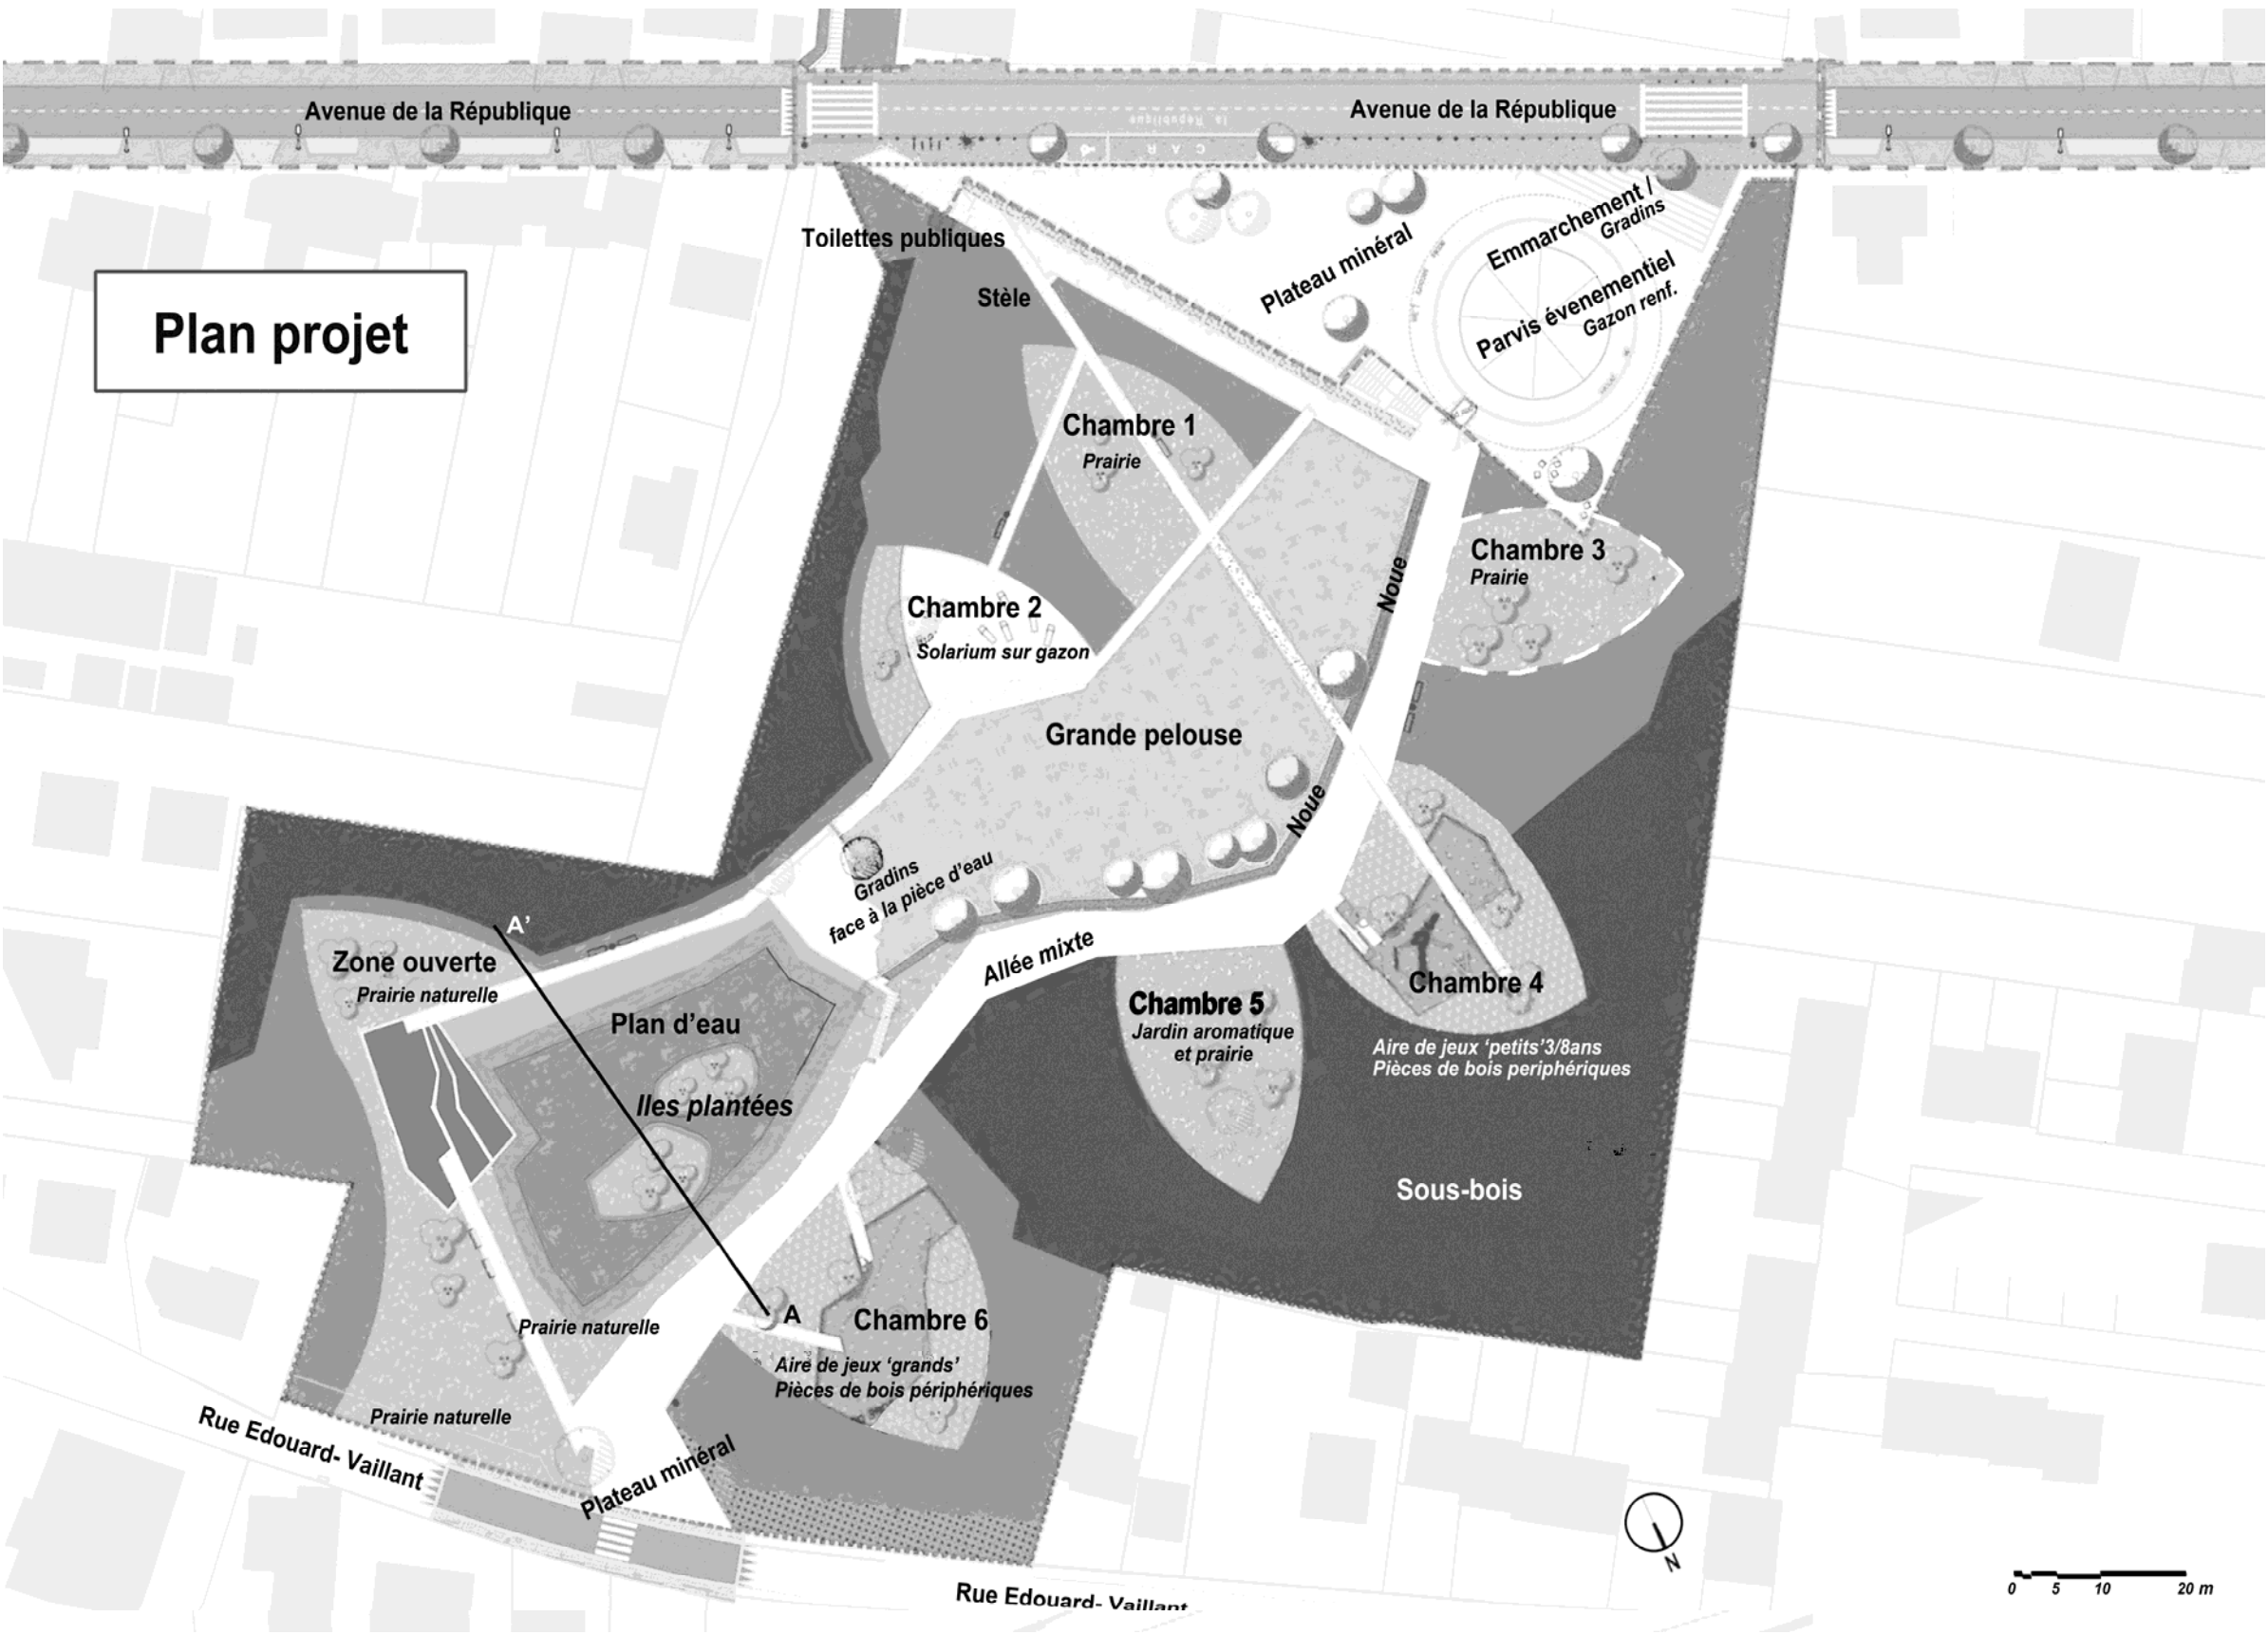 Avenue de la République
Avenue de la République
la République
C A R
Emmarchement /
Gradins
Toilettes publiques
Plateau minéral
Parvis évenementiel
Gazon renf.
Stèle
Plan projet
Chambre 1
Prairie
Chambre 3
Prairie
Noue
Chambre 2
Solarium sur gazon
Grande pelouse
Noue
Gradins
face à la pièce d'eau
A'
Allée mixte
Zone ouverte
Prairie naturelle
Chambre 4
Chambre 5
Jardin aromatique
et prairie
Plan d'eau
Aire de jeux 'petits'3/8ans
Pièces de bois periphériques
Iles plantées
Sous-bois
A
Chambre 6
Prairie naturelle
Aire de jeux 'grands'
Pièces de bois périphériques
Prairie naturelle
Rue Edouard- Vaillant
Plateau minéral
N
Rue Edouard- Vaillant
0 5 10 20 m